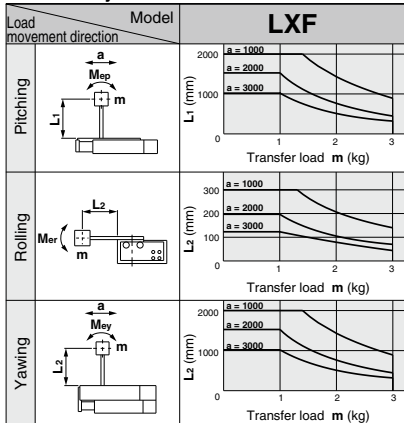 Model
Load
movement direction
LXF
Pitching
a
Mep
m
L1
L1 (mm)
2000
1000
0
a = 1000
a = 2000
a = 3000
1
2
3
Transfer load m (kg)
Rolling
L2
Mer
m
L2 (mm)
300
200
100
0
a = 1000
a = 2000
a = 3000
1
2
3
Transfer load m (kg)
Yawing
a
Mey
m
L2
L2 (mm)
2000
1000
0
a = 1000
a = 2000
a = 3000
1
2
3
Transfer load m (kg)